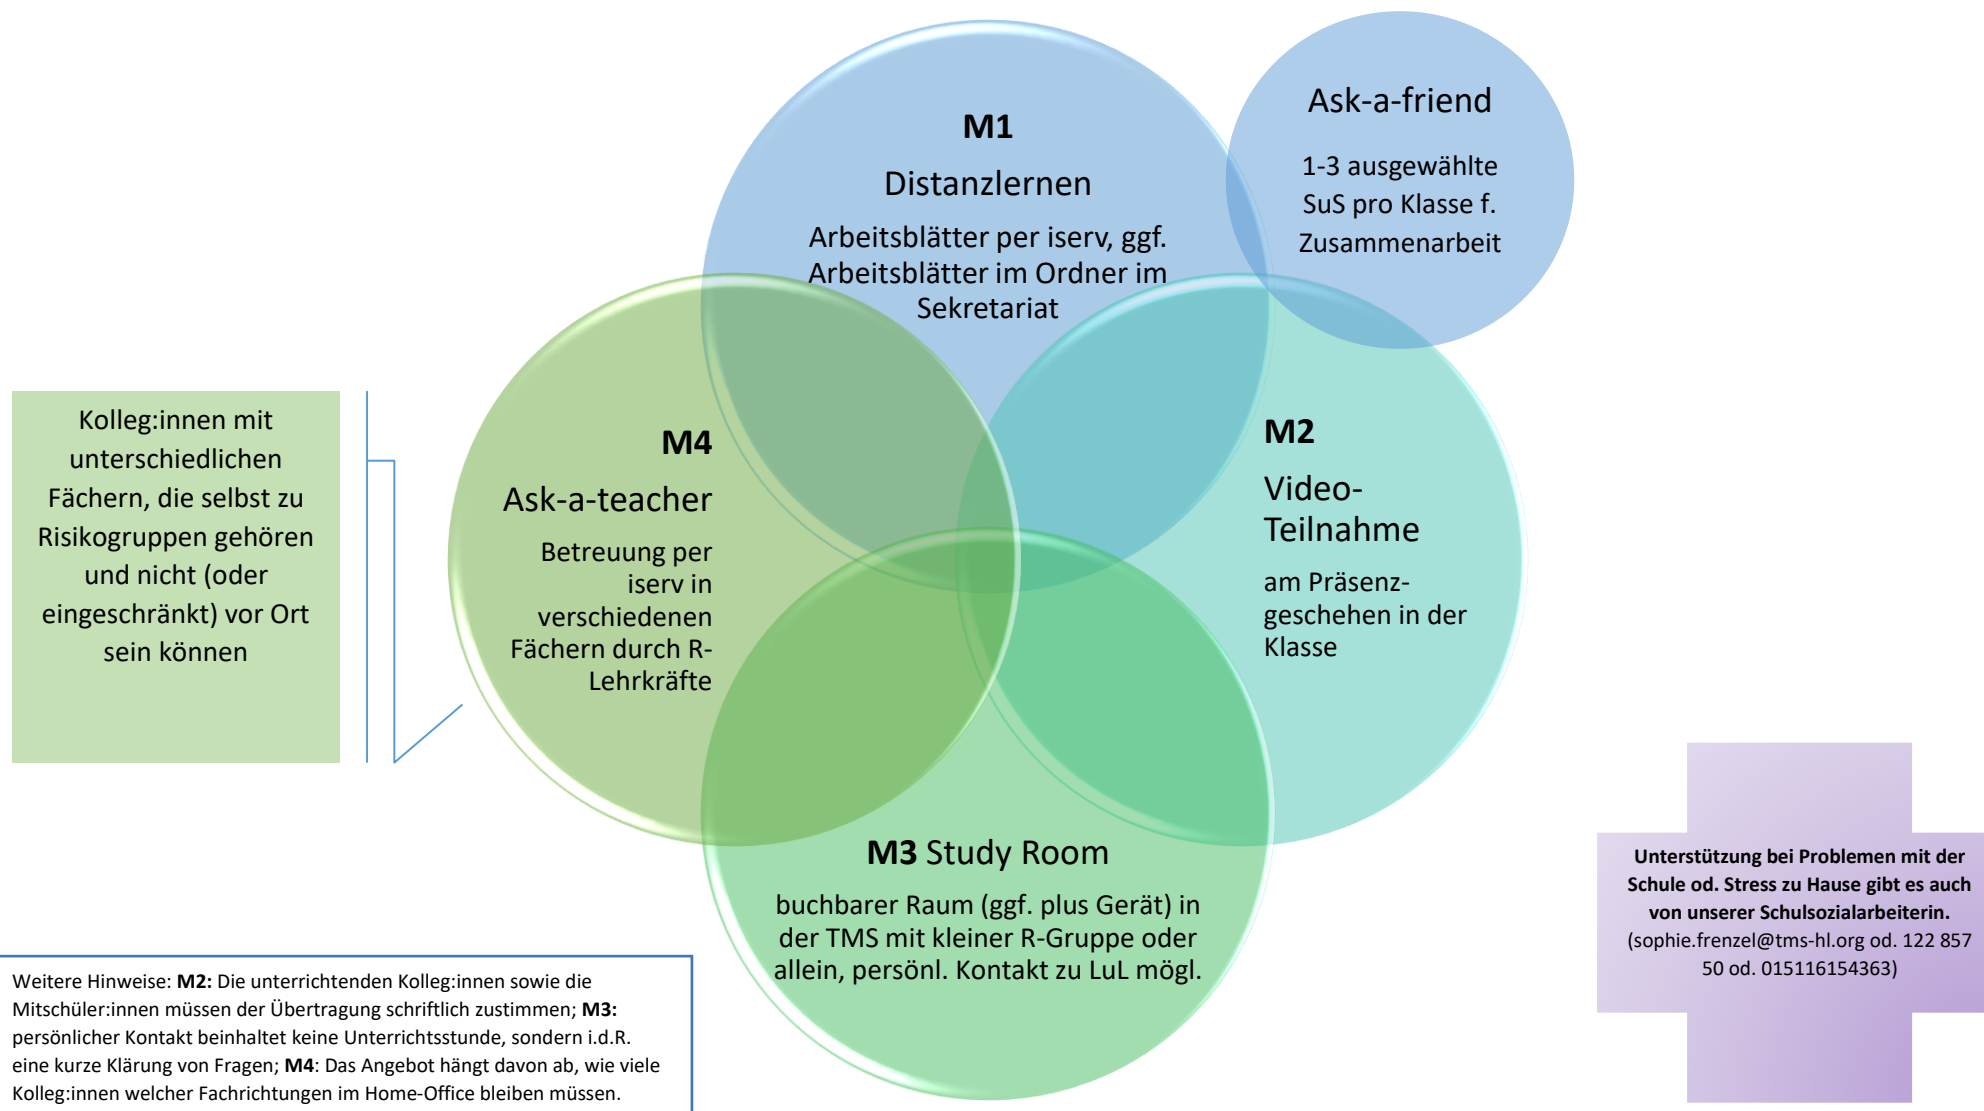 M1
Distanzlernen
Arbeitsblätter per iserv, ggf.
Arbeitsblätter im Ordner im
Sekretariat
Ask-a-friend
1-3 ausgewählte
SuS pro Klasse f.
Zusammenarbeit
Kolleg:innen mit
unterschiedlichen
Fächern, die selbst zu
Risikogruppen gehören
und nicht (oder
eingeschränkt) vor Ort
sein können
M4
Ask-a-teacher
Betreuung per
iserv in
verschiedenen
Fächern durch R-
Lehrkräfte
M2
Video-
Teilnahme
am Präsenz-
geschehen in der
Klasse
M3 Study Room
buchbarer Raum (ggf. plus Gerät) in
der TMS mit kleiner R-Gruppe oder
allein, persönl. Kontakt zu LuL mögl.
Unterstützung bei Problemen mit der
Schule od. Stress zu Hause gibt es auch
von unserer Schulsozialarbeiterin.
(sophie.frenzel@tms-hl.org od. 122 857
50 od. 015116154363)
Weitere Hinweise: M2: Die unterrichtenden Kolleg:innen sowie die
Mitschüler:innen müssen der Übertragung schriftlich zustimmen; M3:
persönlicher Kontakt beinhaltet keine Unterrichtsstunde, sondern i.d.R.
eine kurze Klärung von Fragen; M4: Das Angebot hängt davon ab, wie viele
Kolleg:innen welcher Fachrichtungen im Home-Office bleiben müssen.